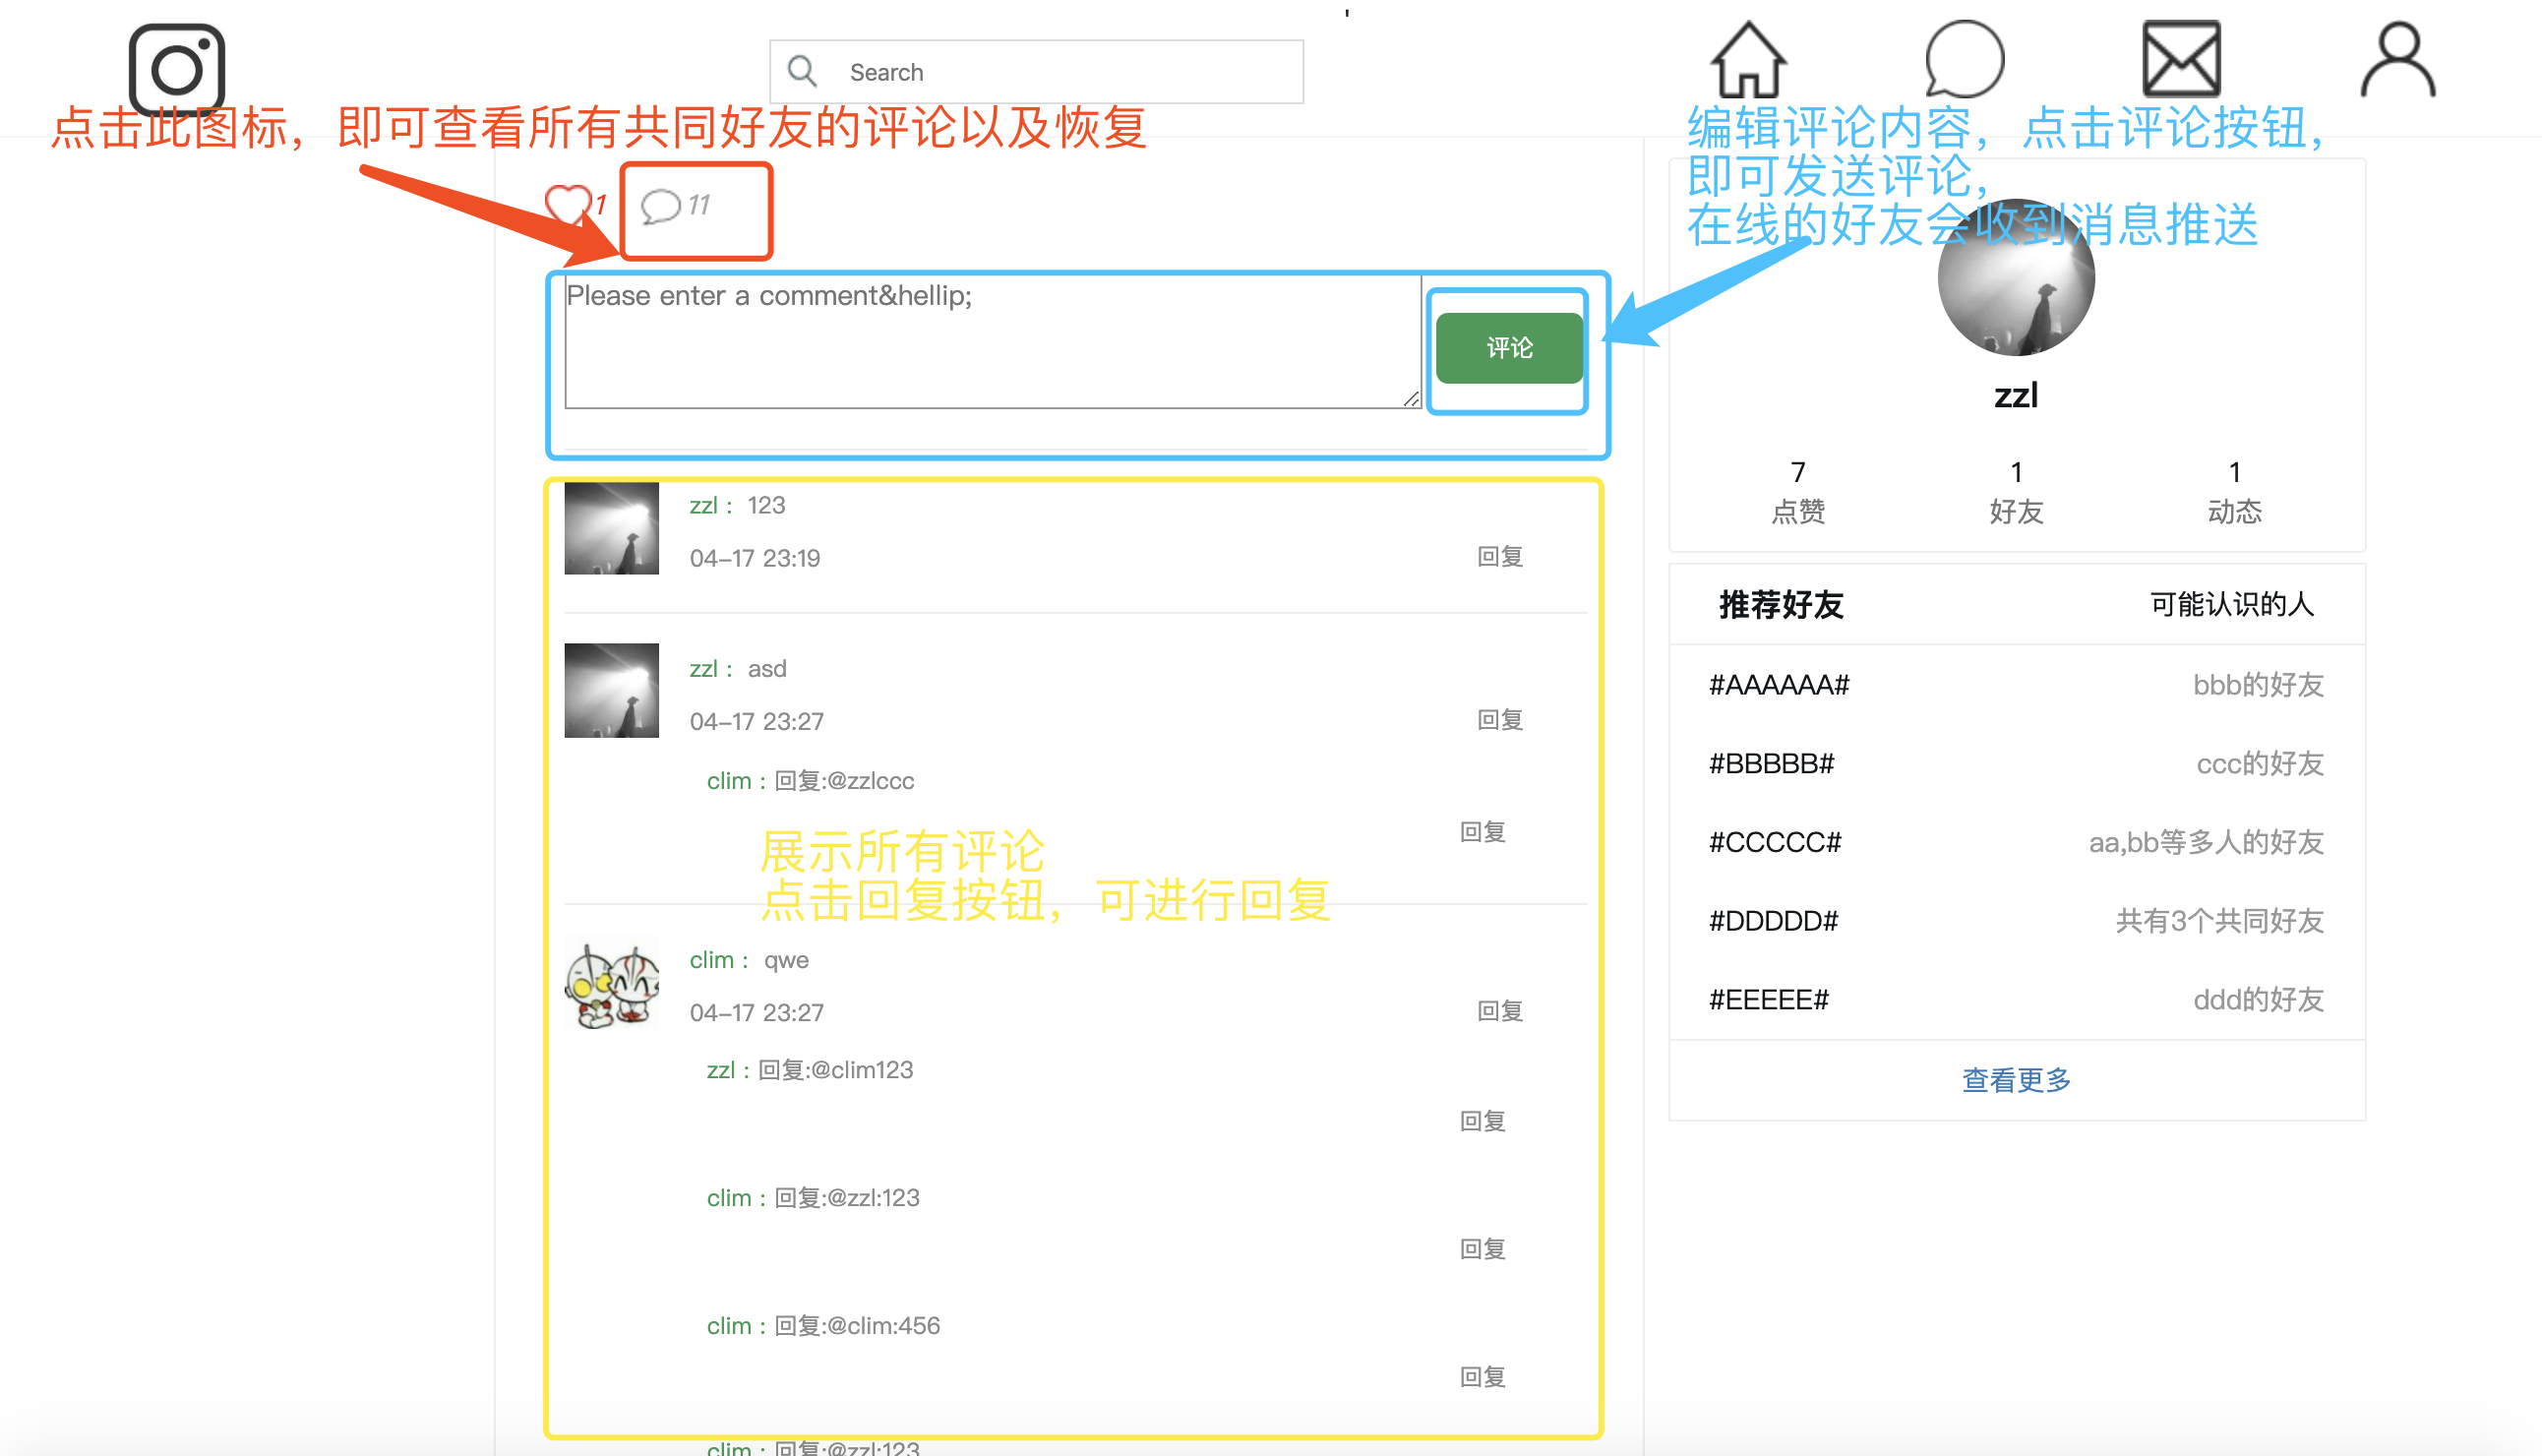 '
Search
点击此图标，即可查看所有共同好友的评论以及恢复
编辑评论内容，点击评论按钮，
即可发送评论，
在线的好友会收到消息推送
1
11
Please enter a comment&hellip;
评论
zzl： 123
04-17 23:19
回复
zzl： asd
04-17 23:27
回复
clim：回复:@zzlccc
回复
展示所有评论
点击回复按钮，可进行回复
clim： qwe
04-17 23:27
回复
zzl：回复:@clim123
回复
clim：回复:@zzl:123
回复
clim：回复:@clim:456
回复
clim：回复:@zzl:123
zzl
7 1 1
点赞 好友 动态
推荐好友 可能认识的人
#AAAAAA# bbb的好友
#BBBBB# ccc的好友
#CCCCC# aa,bb等多人的好友
#DDDDD# 共有3个共同好友
#EEEEE# ddd的好友
查看更多